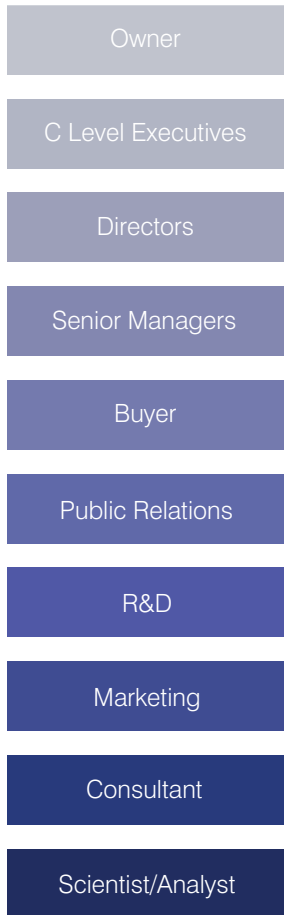 Owner
C Level Executives
Directors
Senior Managers
Buyer
Public Relations
R&D
Marketing
Consultant
Scientist/Analyst